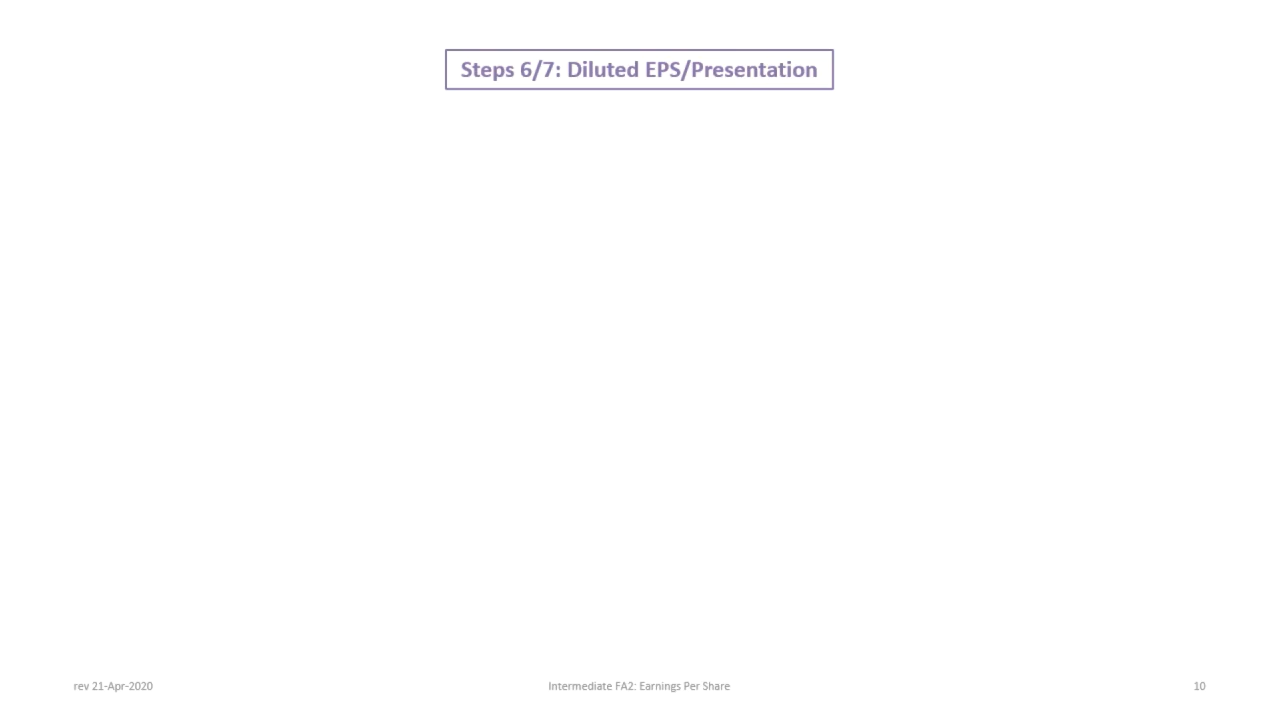 Steps 6/7: Diluted EPS/Presentation
rev 21-Apr-2020
Intermediate FA2: Earnings Per Share
10